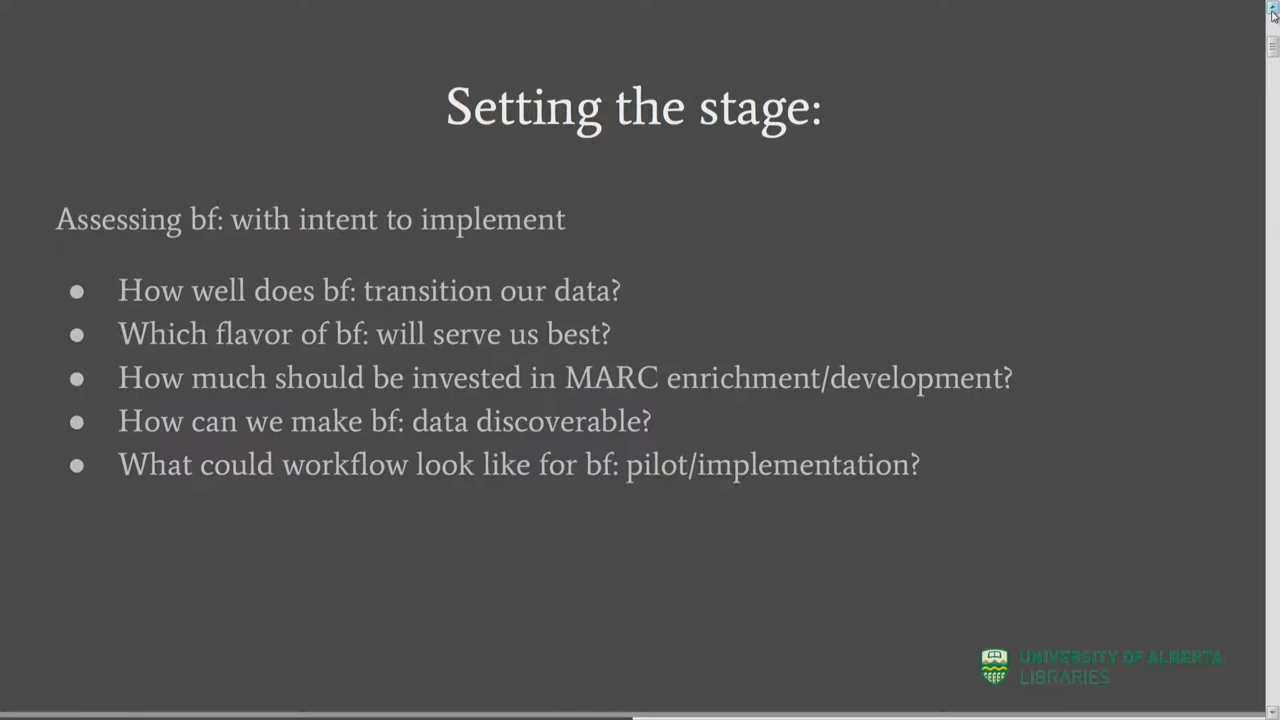 Setting the stage:
Assessing bf: with intent to implement
● How well does bf: transition our data?
● Which flavor of bf: will serve us best?
● How much should be invested in MARC enrichment/development?
● How can we make bf: data discoverable?
● What could workflow look like for bf: pilot/implementation?
UNIVERSITY OF ALBERTA
LIBRARIES